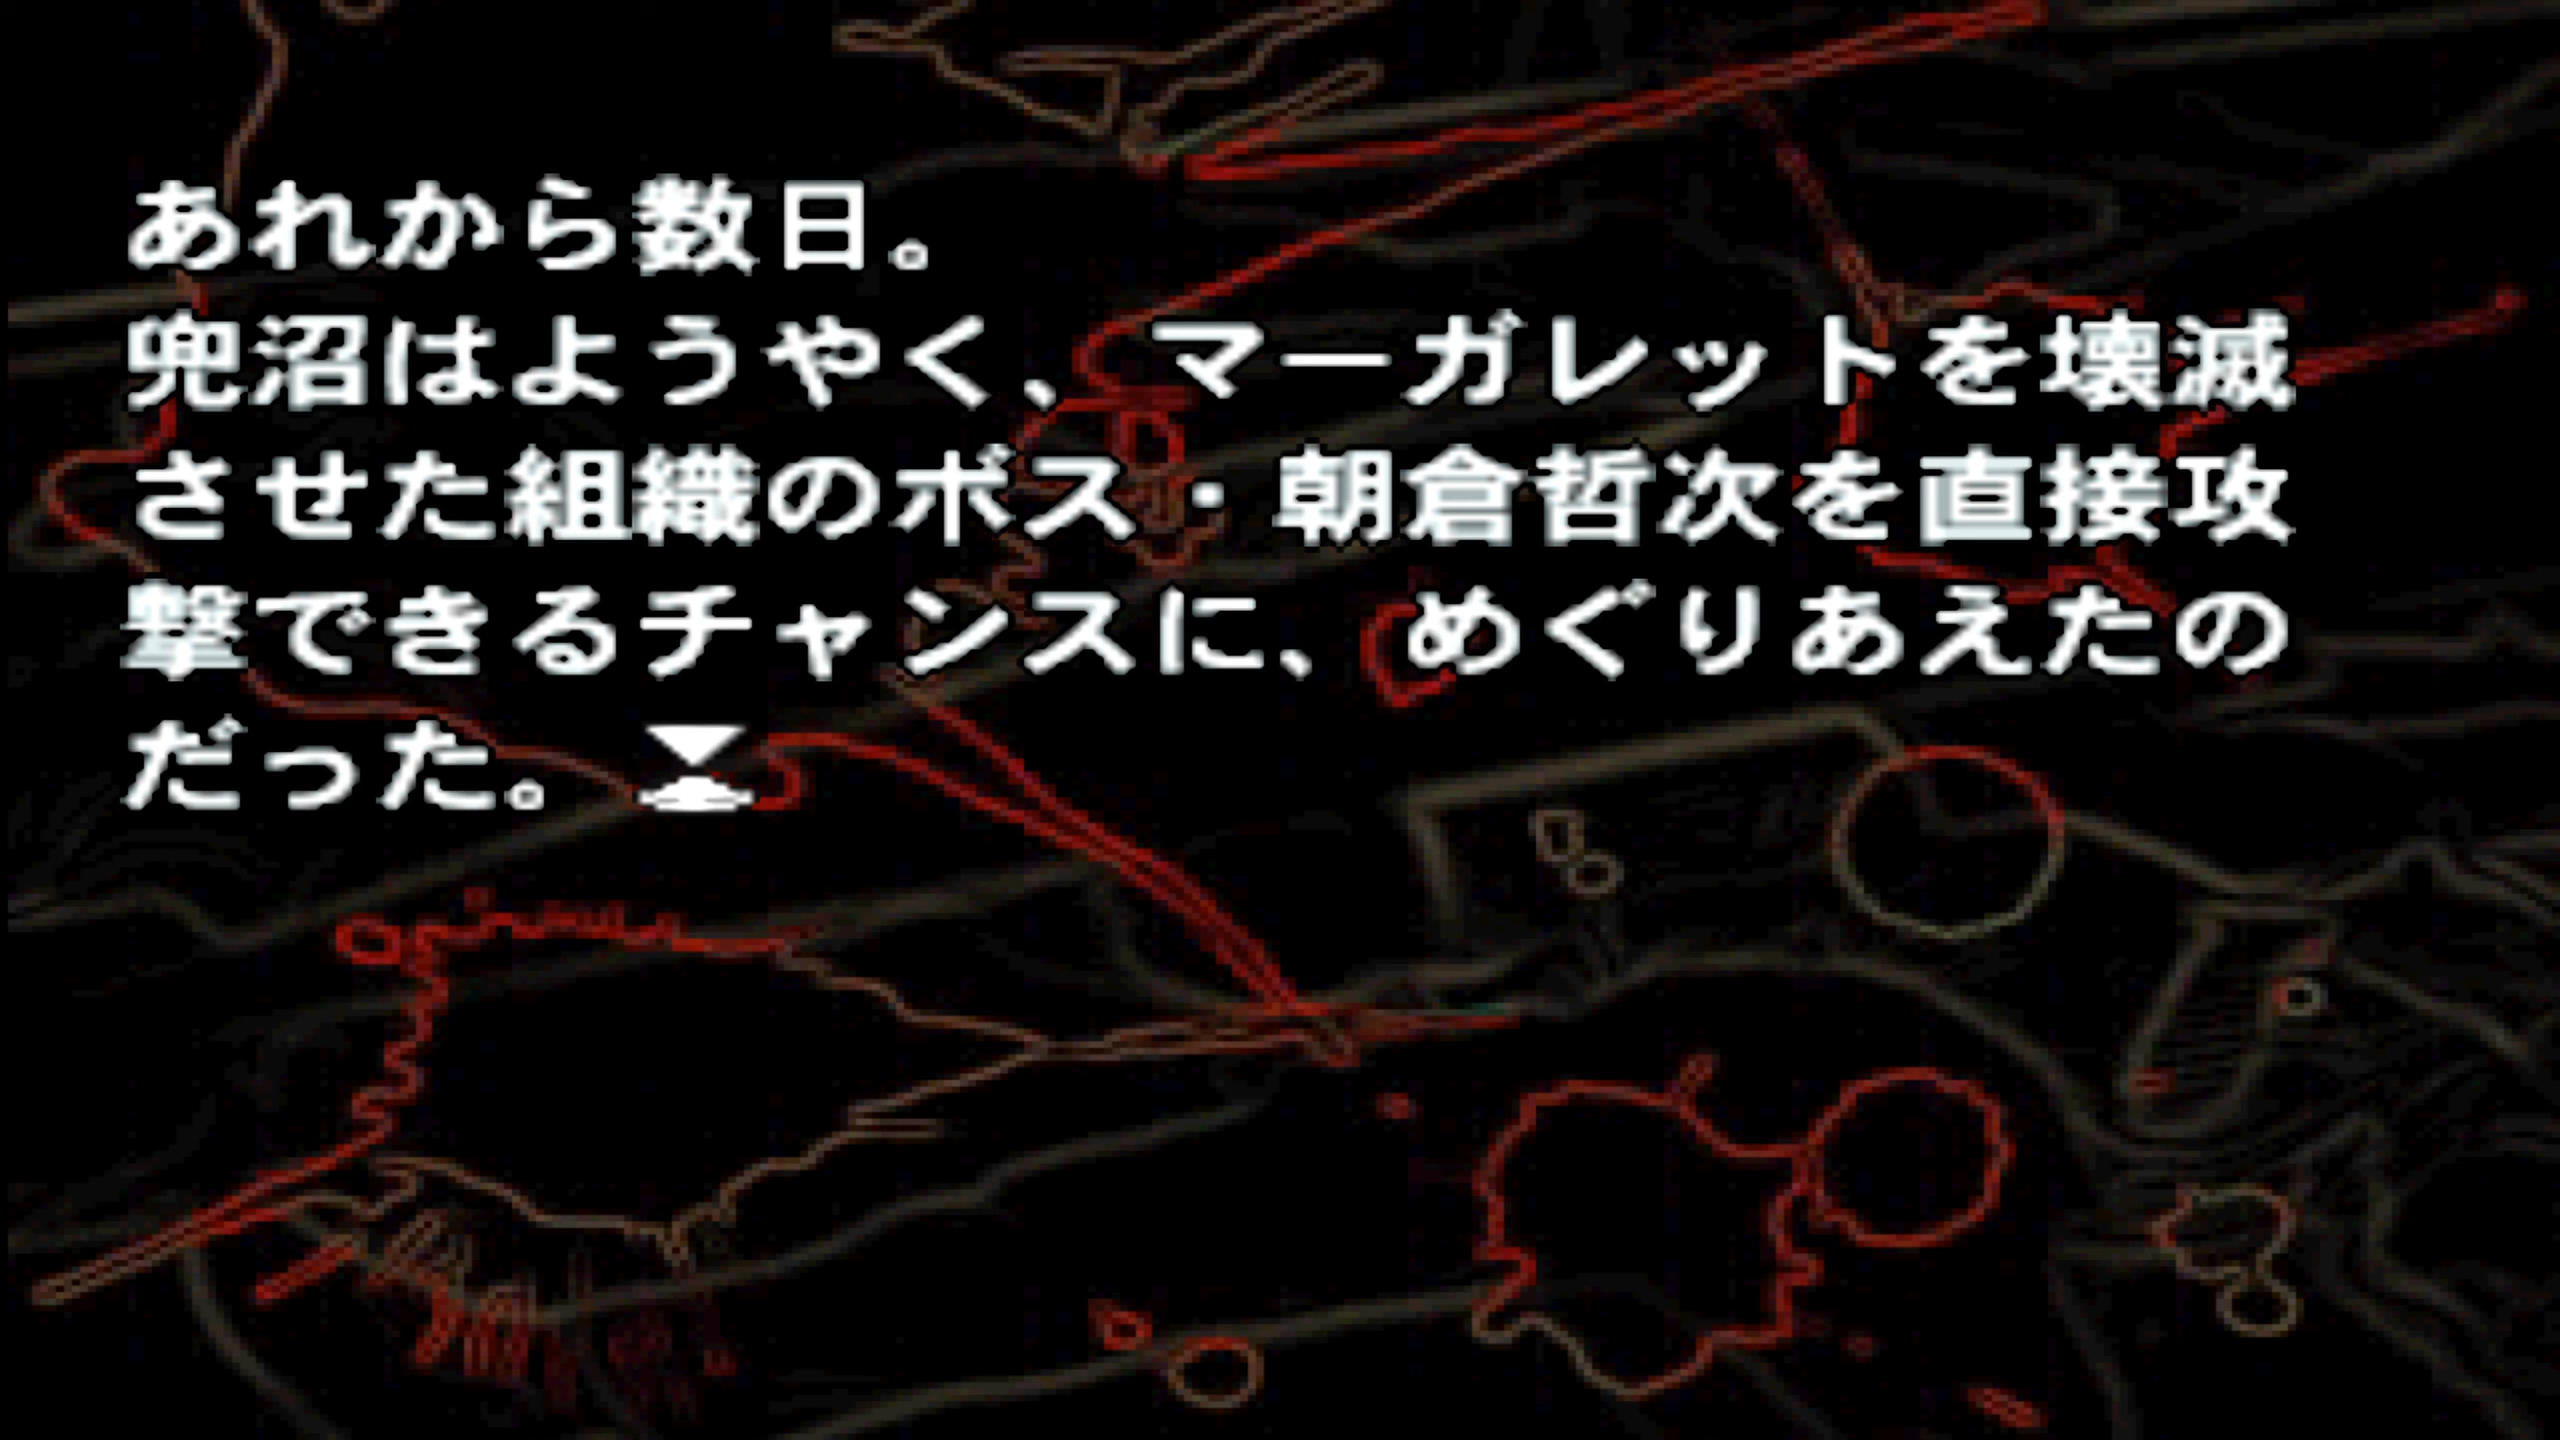 あれから数日。
兜沼はようやく、マーガレットを壊滅
させた組織のボス・朝倉哲次を直接攻
撃できるチャンスに、めぐりあえたの
だった。